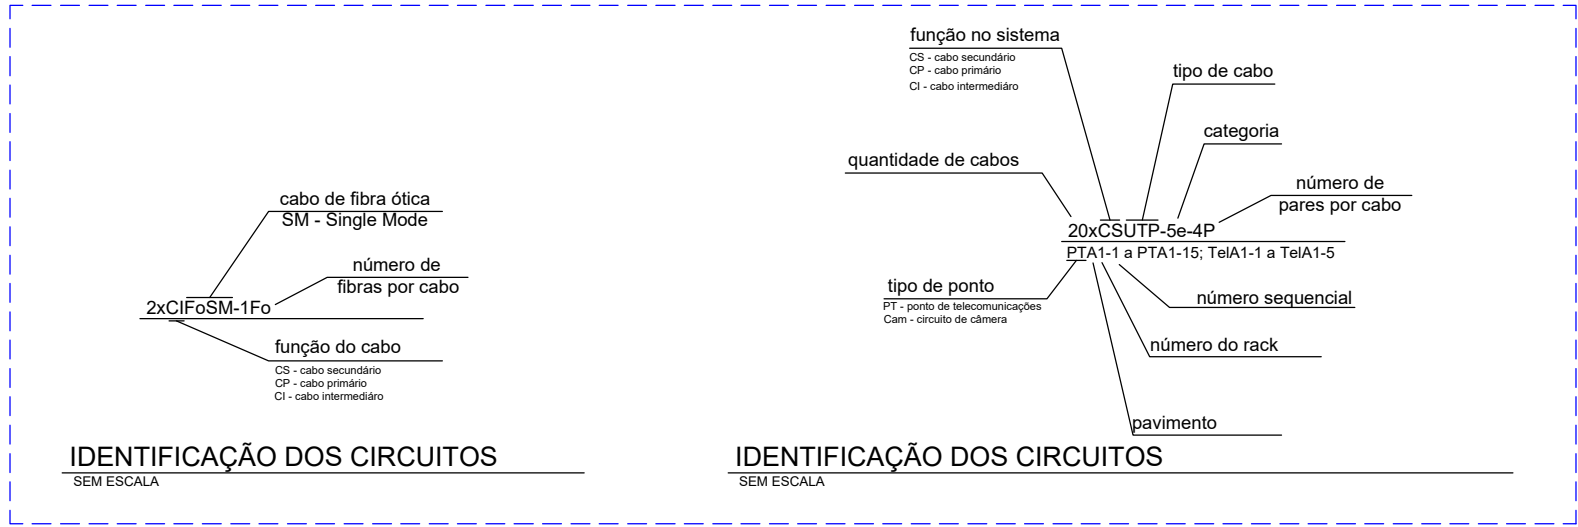 cabo de fibra ótica
SM - Single Mode
número de
fibras por cabo
2xCIFoSM-1Fo
função do cabo
CS - cabo secundário
CP - cabo primário
CI - cabo intermediáro
IDENTIFICAÇÃO DOS CIRCUITOS
SEM ESCALA
função no sistema
CS - cabo secundário
CP - cabo primário
CI - cabo intermediáro
tipo de cabo
categoria
quantidade de cabos
número de
pares por cabo
20xCSUTP-5e-4P
PTA1-1 a PTA1-15; TelA1-1 a TelA1-5
tipo de ponto
PT - ponto de telecomunicações
Cam - circuito de câmera
número sequencial
número do rack
pavimento
IDENTIFICAÇÃO DOS CIRCUITOS
SEM ESCALA